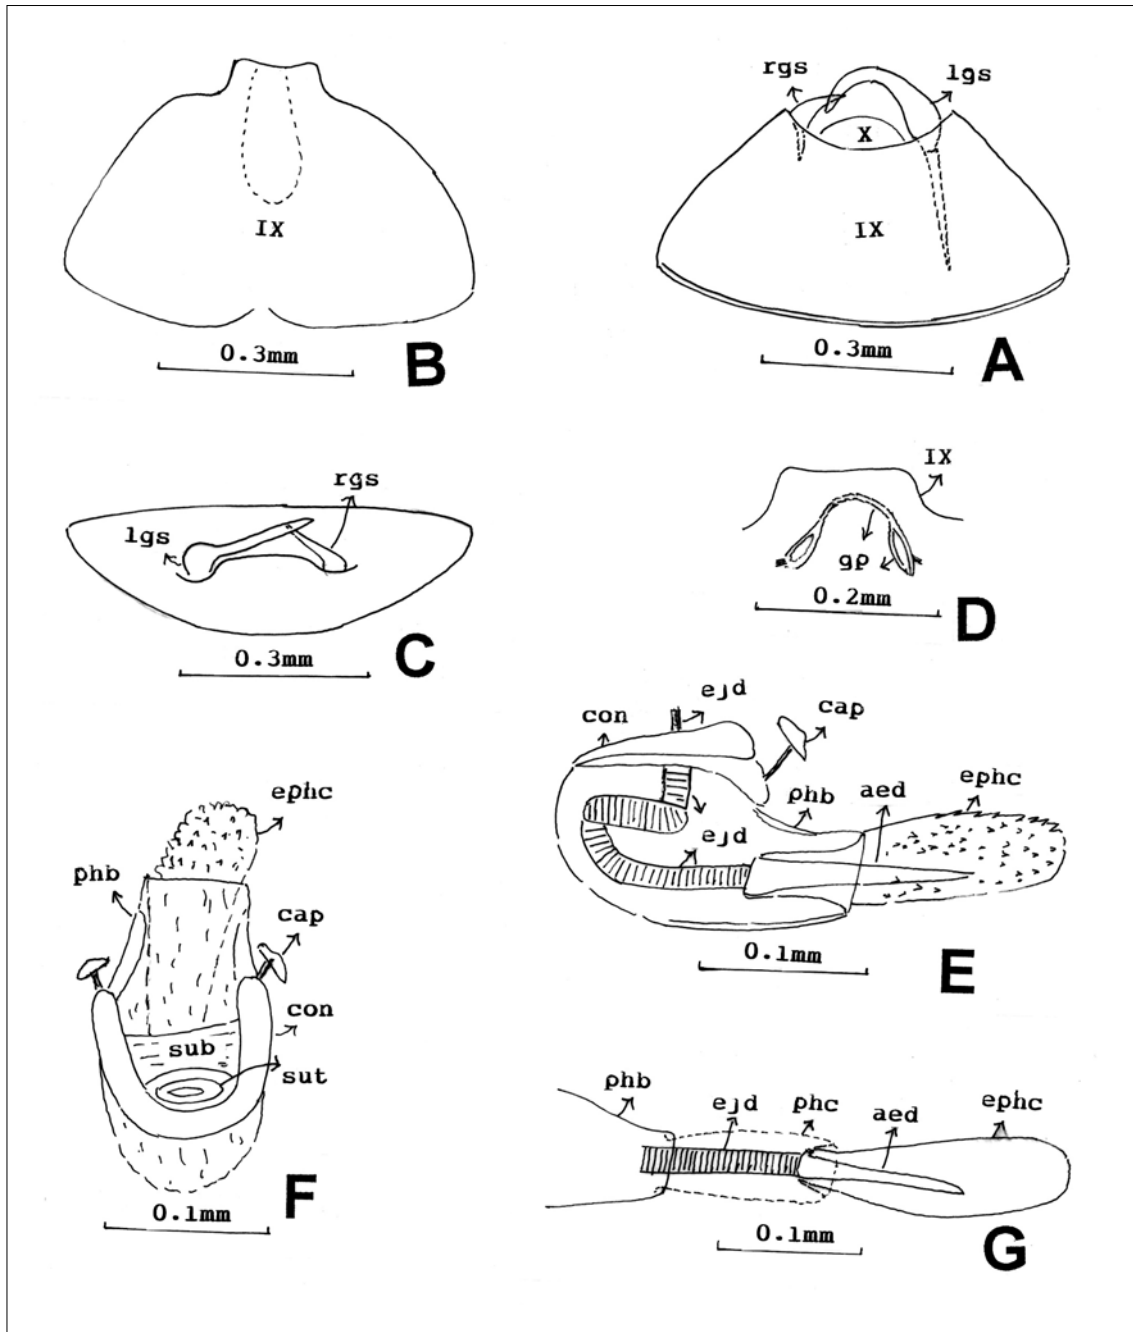 IX
0.3mm
B
rgs
lgs
X
IX
0.3mm
A
rgs
lgs
0.3mm
C
IX
gp
0.2mm
D
ejd
con
cap
phb
aed
ephc
ejd
0.1mm
E
ephc
phb
cap
con
sub
sut
0.1mm
F
phb
ejd
phc
aed
ephc
0.1mm
G